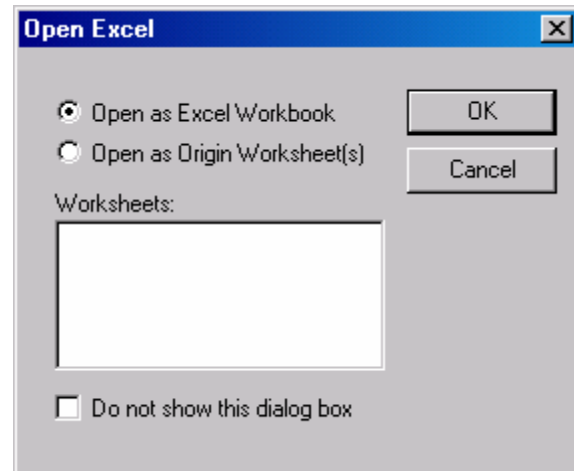 Open Excel
Open as Excel Workbook
OK
Open as Origin Worksheet(s)
Cancel
Worksheets:
Do not show this dialog box